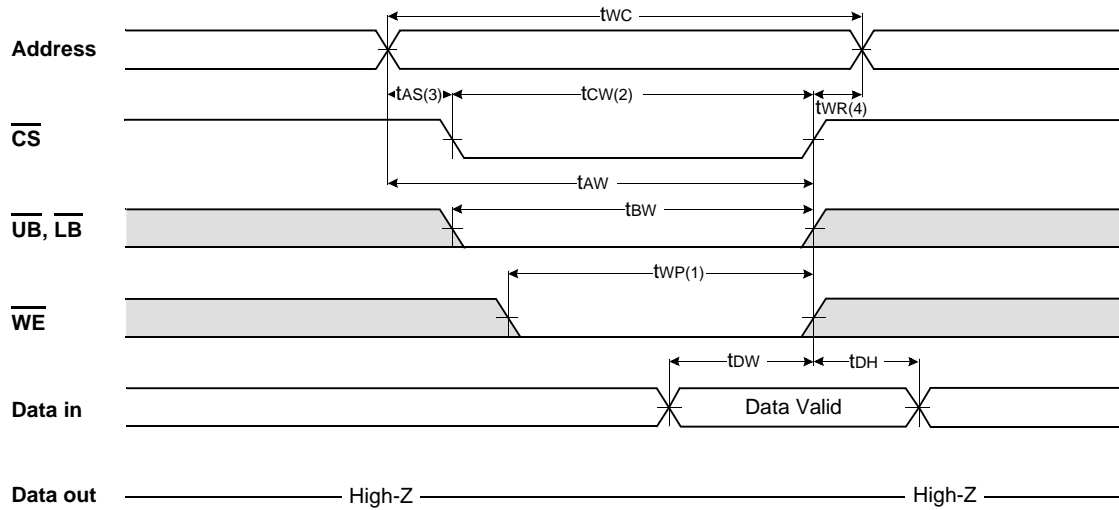 tWC
Address
tAS(3) tCW(2) tWR(4)
CS
tAW
UB, LB
tBW
tWP(1)
WE
tDW tDH
Data in Data Valid
Data out High-Z High-Z